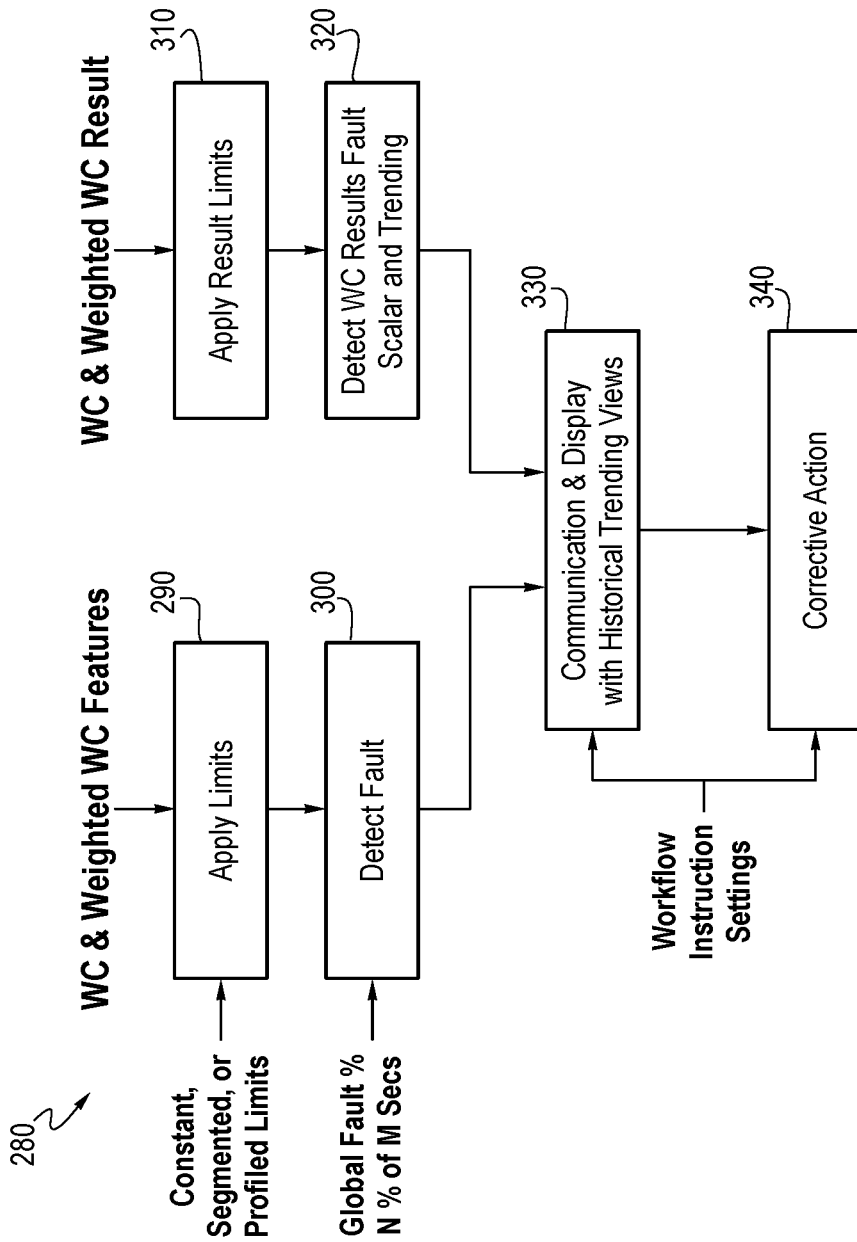 280
WC & Weighted WC Features
WC & Weighted WC Result
Constant,
Segmented, or
Profiled Limits
290
Apply Limits
310
Apply Result Limits
Global Fault %
N % of M Secs
300
Detect Fault
320
Detect WC Results Fault
Scalar and Trending
330
Communication & Display
with Historical Trending Views
Workflow
Instruction
Settings
340
Corrective Action